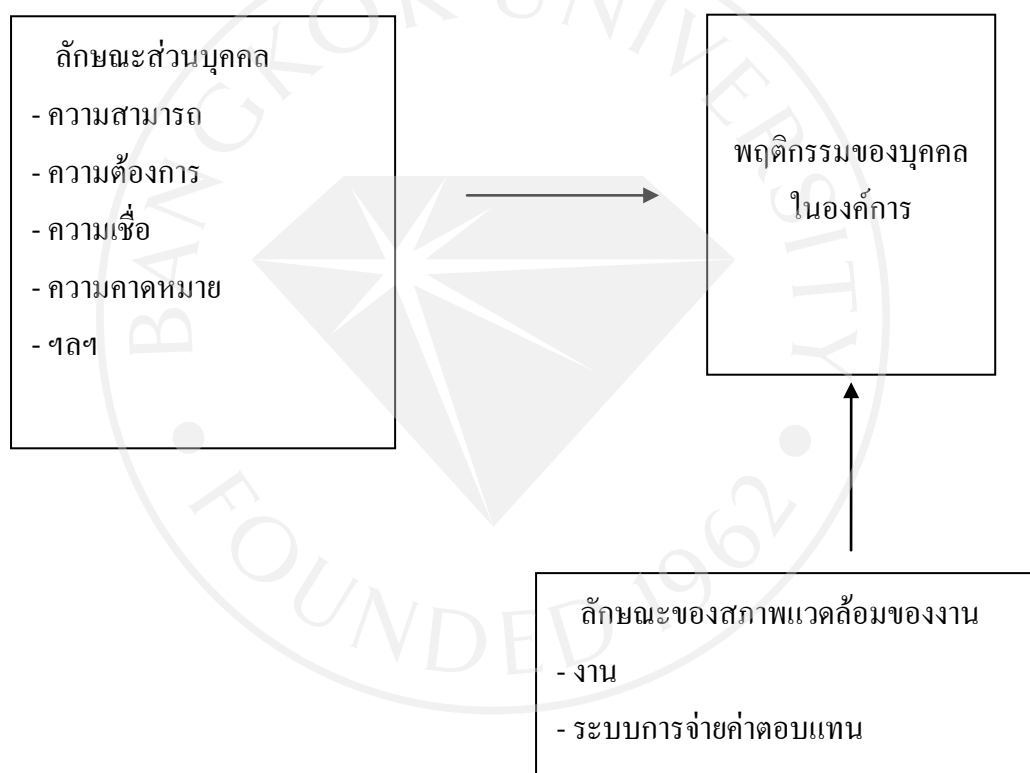 ลักษณะส่วนบุคคล
- ความสามารถ
- ความต้องการ
- ความเชื่อ
- ความคาดหมาย
- ฯลฯ
พฤติกรรมของบุคคล
ในองค์การ
ลักษณะของสภาพแวดล้อมของงาน
- งาน
- ระบบการจ่ายค่าตอบแทน
BANGKOK UNIVERSITY
FOUNDED 1962